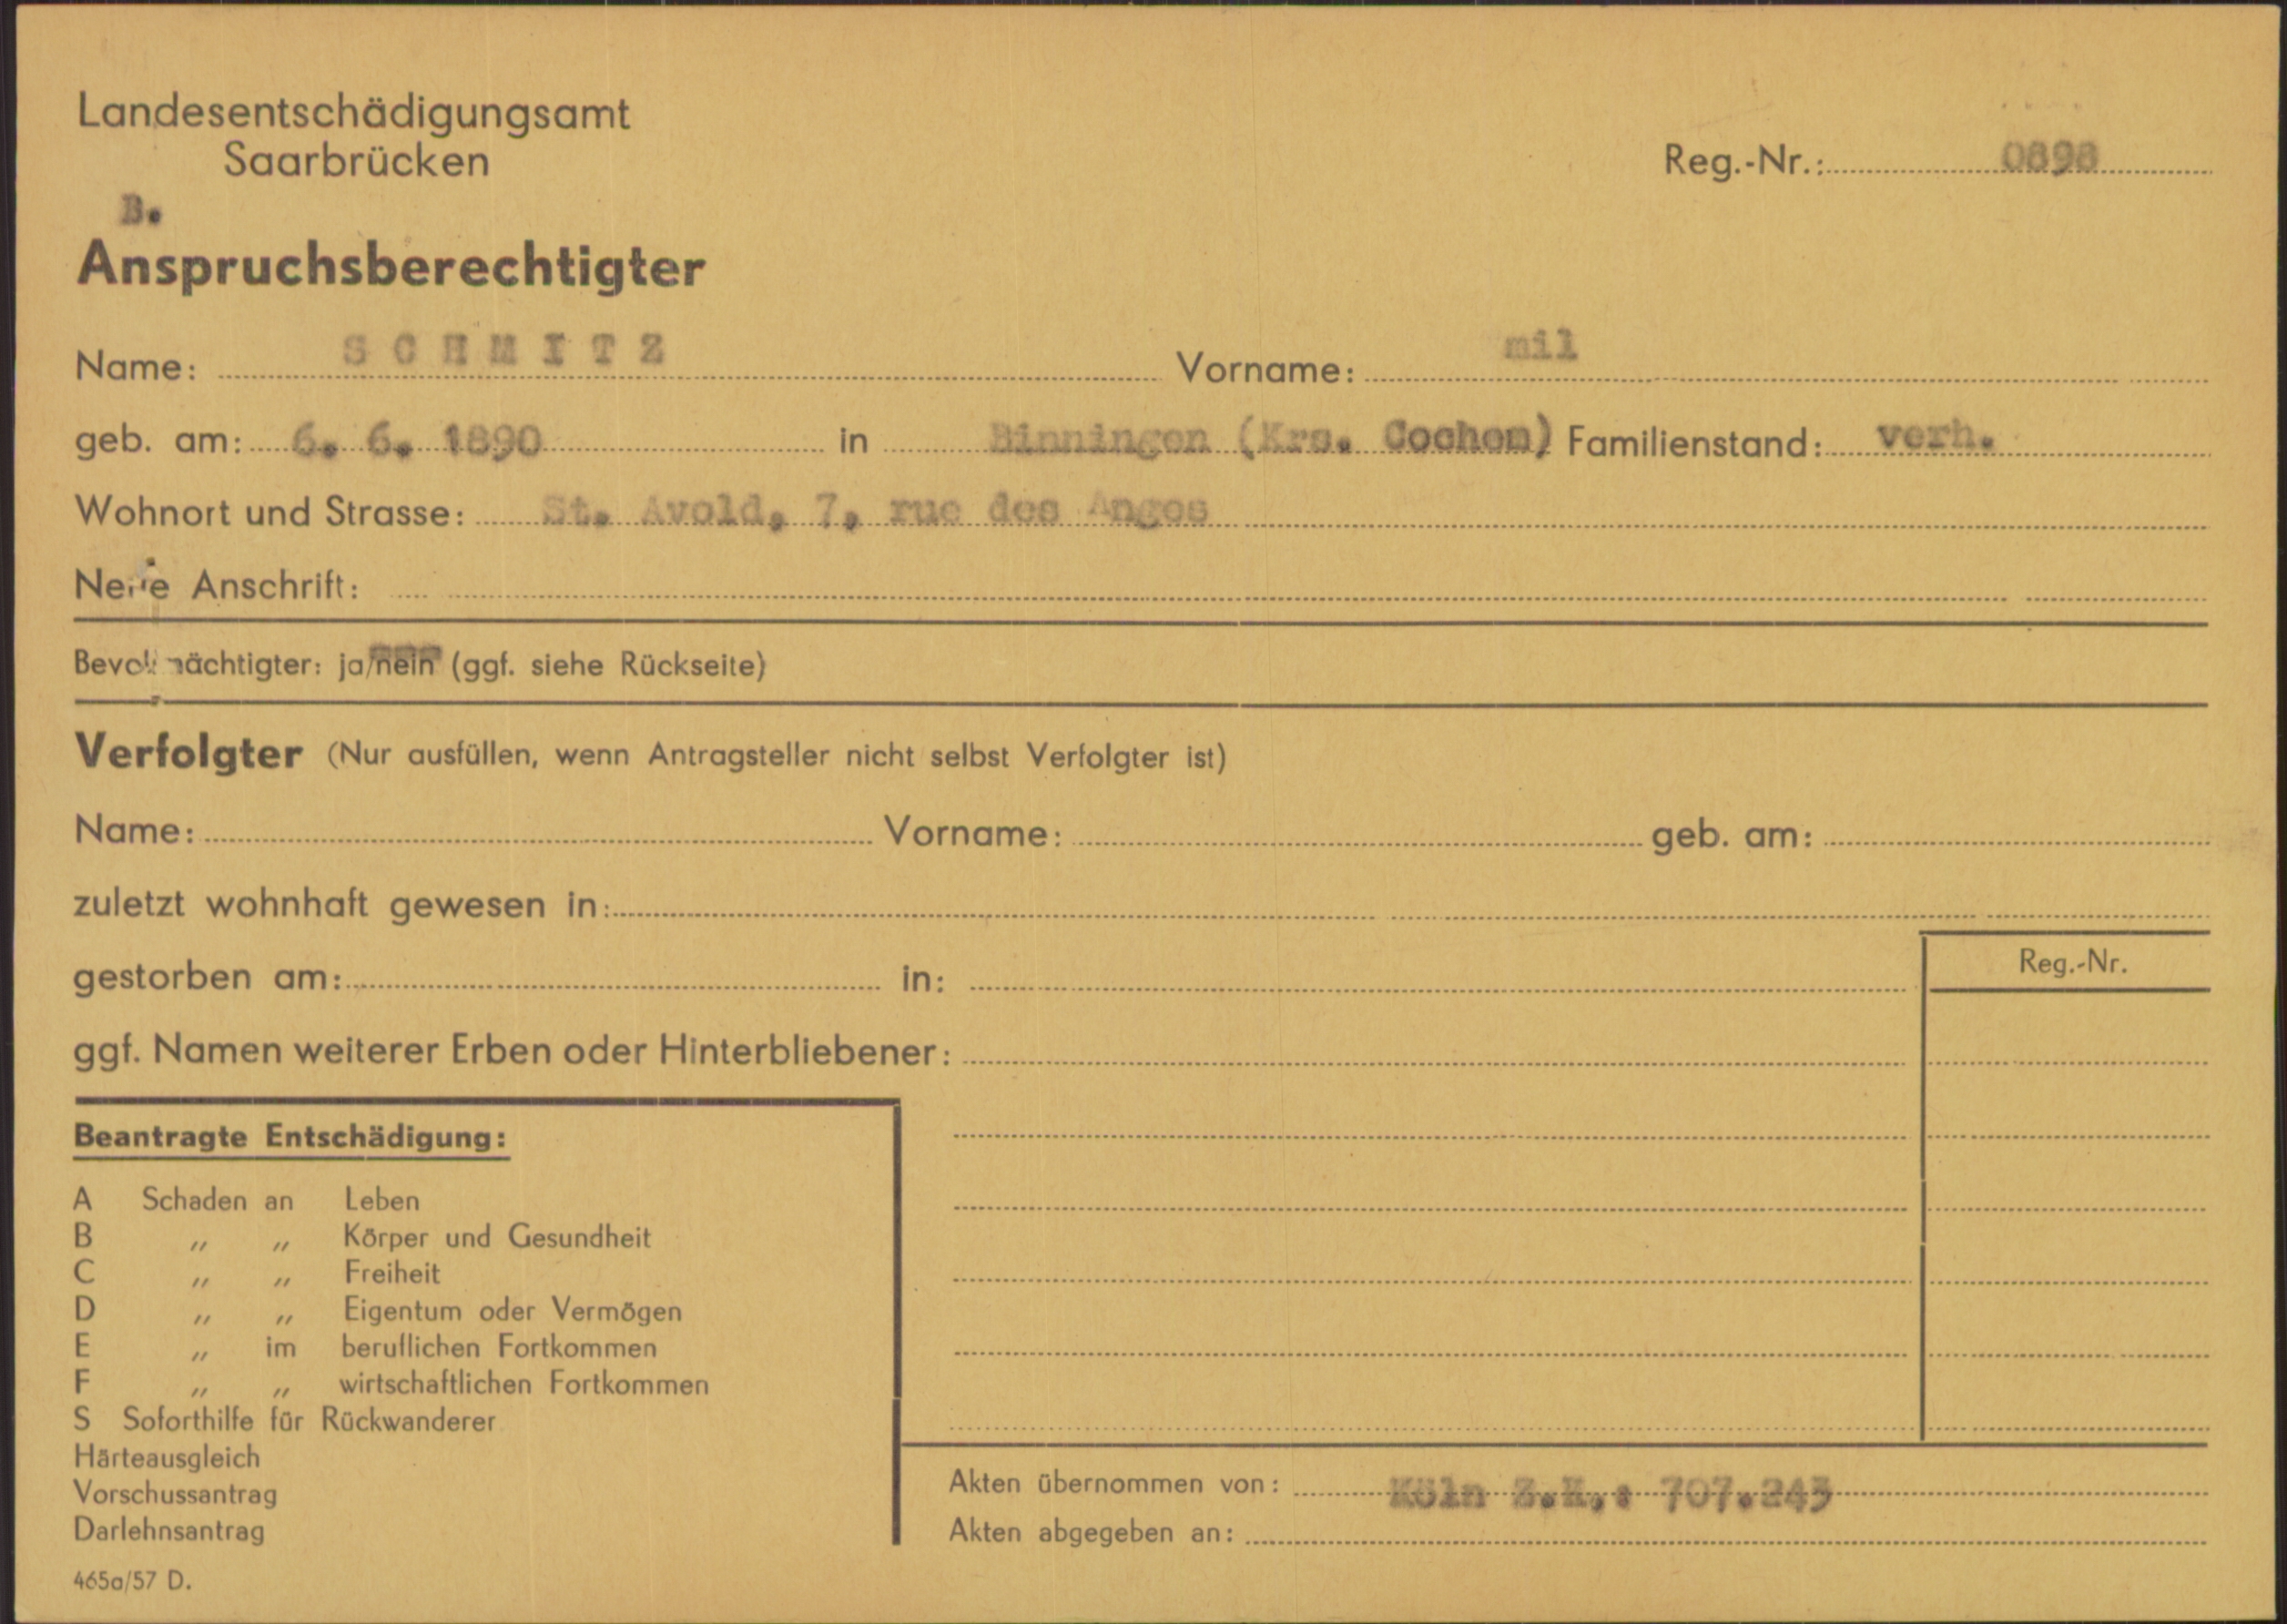 Landesentschädigungsamt
Saarbrücken
Reg.-Nr.: 0898
B.
Anspruchsberechtigter
Name: SCHMITZ Vorname: mil
geb. am: 6. 6. 1890 in Binningen (Krs. Cochem) Familienstand: verh.
Wohnort und Strasse: St. Avold, 7, rue des Anges
Neue Anschrift:
Bevollmächtigter: ja/nein (ggf. siehe Rückseite)
Verfolgter (Nur ausfüllen, wenn Antragsteller nicht selbst Verfolgter ist)
Name: Vorname: geb. am:
zuletzt wohnhaft gewesen in:
gestorben am: in:
Reg.-Nr.
ggf. Namen weiterer Erben oder Hinterbliebener:
Beantragte Entschädigung:
A Schaden an Leben
B „ „ Körper und Gesundheit
C „ „ Freiheit
D „ „ Eigentum oder Vermögen
E „ im beruflichen Fortkommen
F „ „ wirtschaftlichen Fortkommen
S Soforthilfe für Rückwanderer
Härteausgleich
Vorschussantrag
Darlehnsantrag
Akten übernommen von: Köln Z.K.: 707.243
Akten abgegeben an:
465a/57 D.